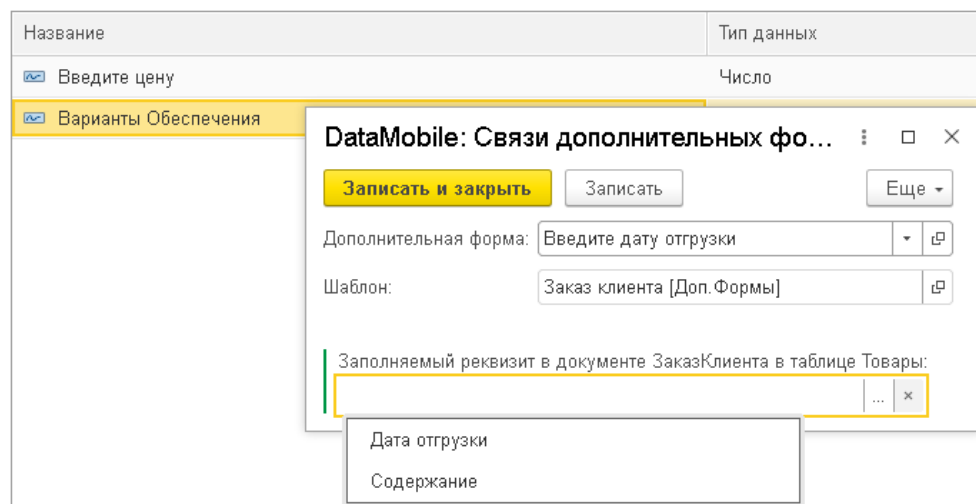 Название Тип данных
Введите цену Число
Варианты Обеспечения
DataMobile: Связи дополнительных фо...
Записать и закрыть Записать Еще
Дополнительная форма: Введите дату отгрузки
Шаблон: Заказ клиента [Доп.Формы]
Заполняемый реквизит в документе ЗаказКлиента в таблице Товары:
...
Дата отгрузки
Содержание